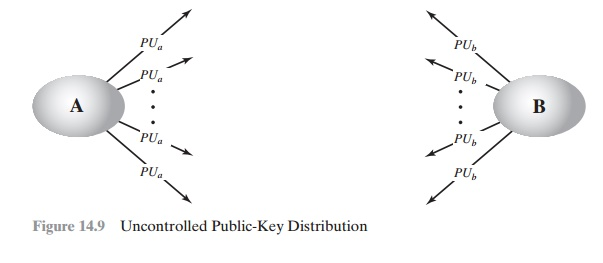 PUa
PUa
A
PUa
PUa
PUb
PUb
B
PUb
PUb
Figure 14.9 Uncontrolled Public-Key Distribution